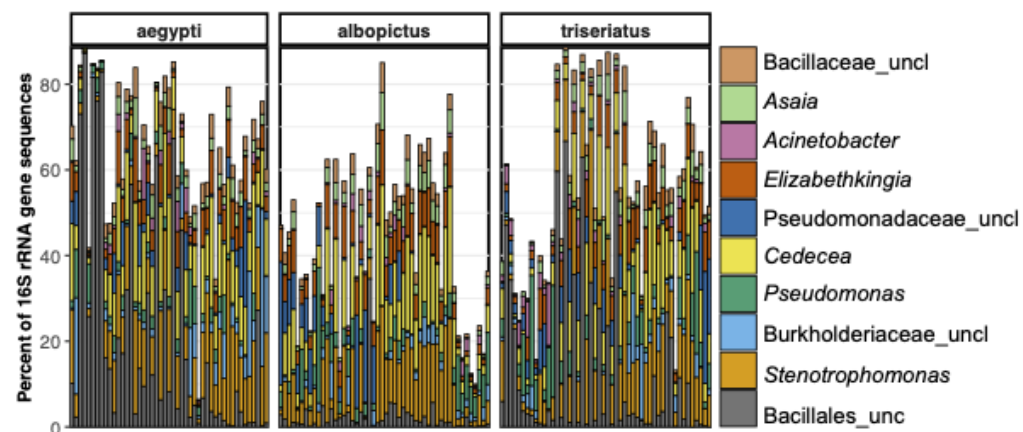 aegypti
albopictus
triseriatus
Percent of 16S rRNA gene sequences
80
60
40
20
0
Bacillaceae_uncl
Asaia
Acinetobacter
Elizabethkingia
Pseudomonadaceae_uncl
Cedecea
Pseudomonas
Burkholderiaceae_uncl
Stenotrophomonas
Bacillales_unc